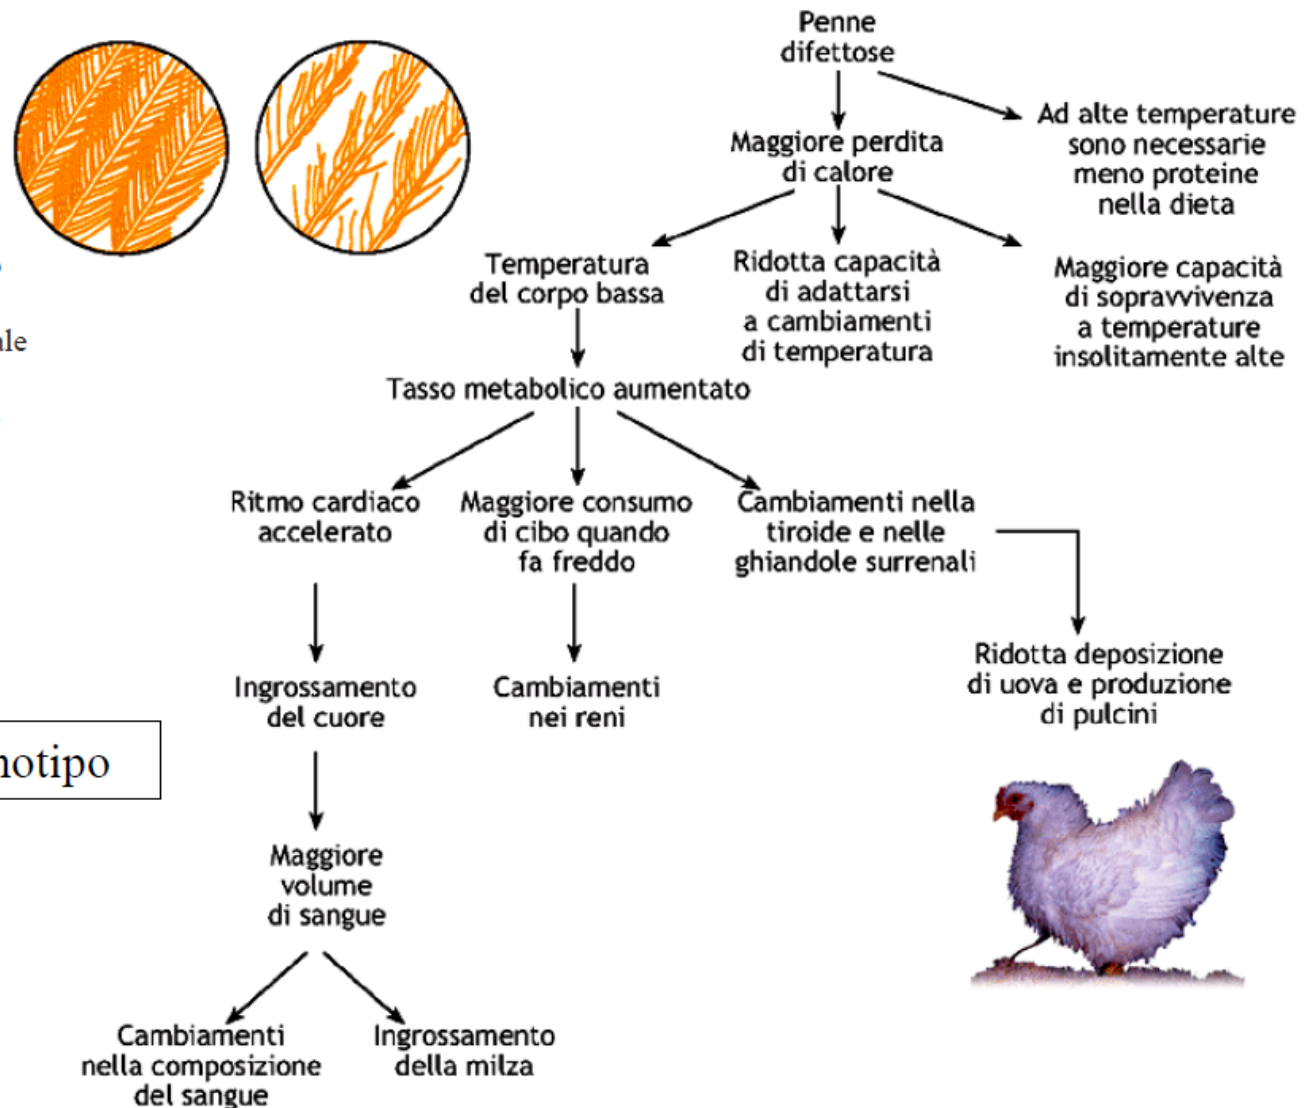 Penne
difettose
Ad alte temperature
sono necessarie
meno proteine
nella dieta
Maggiore perdita
di calore
Temperatura
del corpo bassa
Ridotta capacità
di adattarsi
a cambiamenti
di temperatura
Maggiore capacità
di sopravvivenza
a temperature
insolitamente alte
Tasso metabolico aumentato
Ritmo cardiaco
accelerato
Maggiore consumo
di cibo quando
fa freddo
Cambiamenti nella
tiroide e nelle
ghiandole surrenali
Ingrossamento
del cuore
Cambiamenti
nei reni
Ridotta deposizione
di uova e produzione
di pulcini
Maggiore
volume
di sangue
Cambiamenti
nella composizione
del sangue
Ingrossamento
della milza